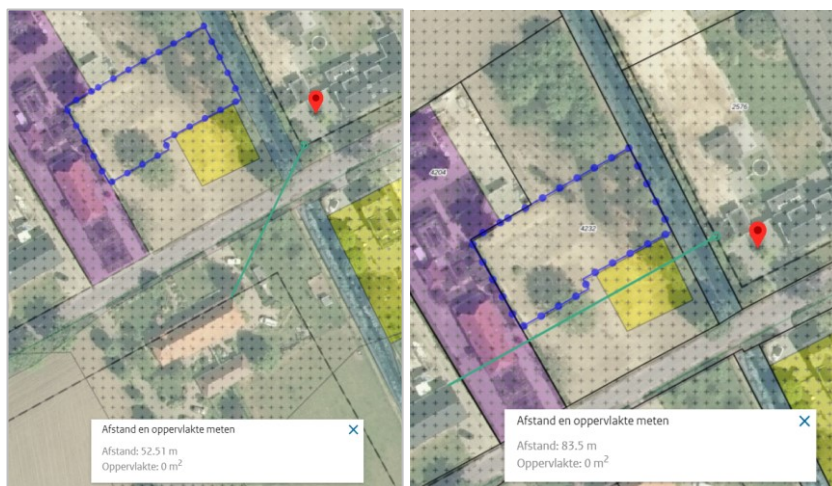 Afstand en oppervlakte meten
Afstand: 52.51 m
Oppervlakte: 0 m²
2576
4204
4232
Afstand en oppervlakte meten
Afstand: 83.5 m
Oppervlakte: 0 m²